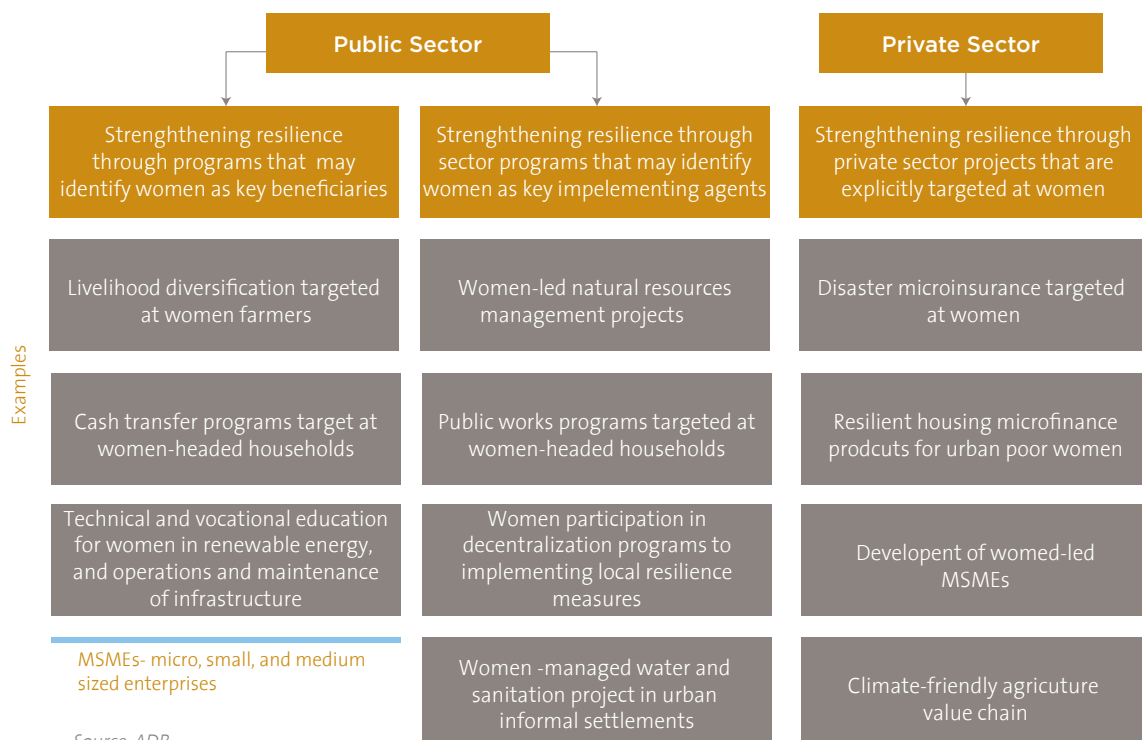 Public Sector
Private Sector
Strenghthening resilience
through programs that  may
identify women as key beneficiaries
Strenghthening resilience through
sector programs that may identify
women as key impelementing agents
Strenghthening resilience through
private sector projects that are
explicitly targeted at women
Examples
Livelihood diversification targeted
at women farmers
Women-led natural resources
management projects
Disaster microinsurance targeted
at women
Cash transfer programs target at
women-headed households
Public works programs targeted at
women-headed households
Resilient housing microfinance
prodcuts for urban poor women
Technical and vocational education
for women in renewable energy,
and operations and maintenance
of infrastructure
Women participation in
decentralization programs to
implementing local resilience
measures
Developent of womed-led
MSMEs
MSMEs- micro, small, and medium
sized enterprises
Women -managed water and
sanitation project in urban
informal settlements
Climate-friendly agricuture
value chain
Source ADB